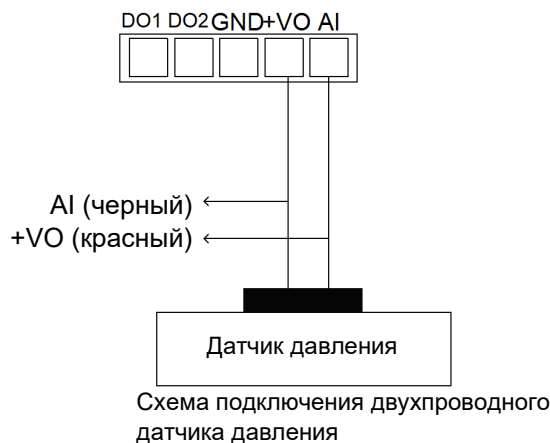 DO1 DO2 GND+VO AI
AI (черный)
+VO (красный)
Датчик давления
Схема подключения двухпроводного
датчика давления